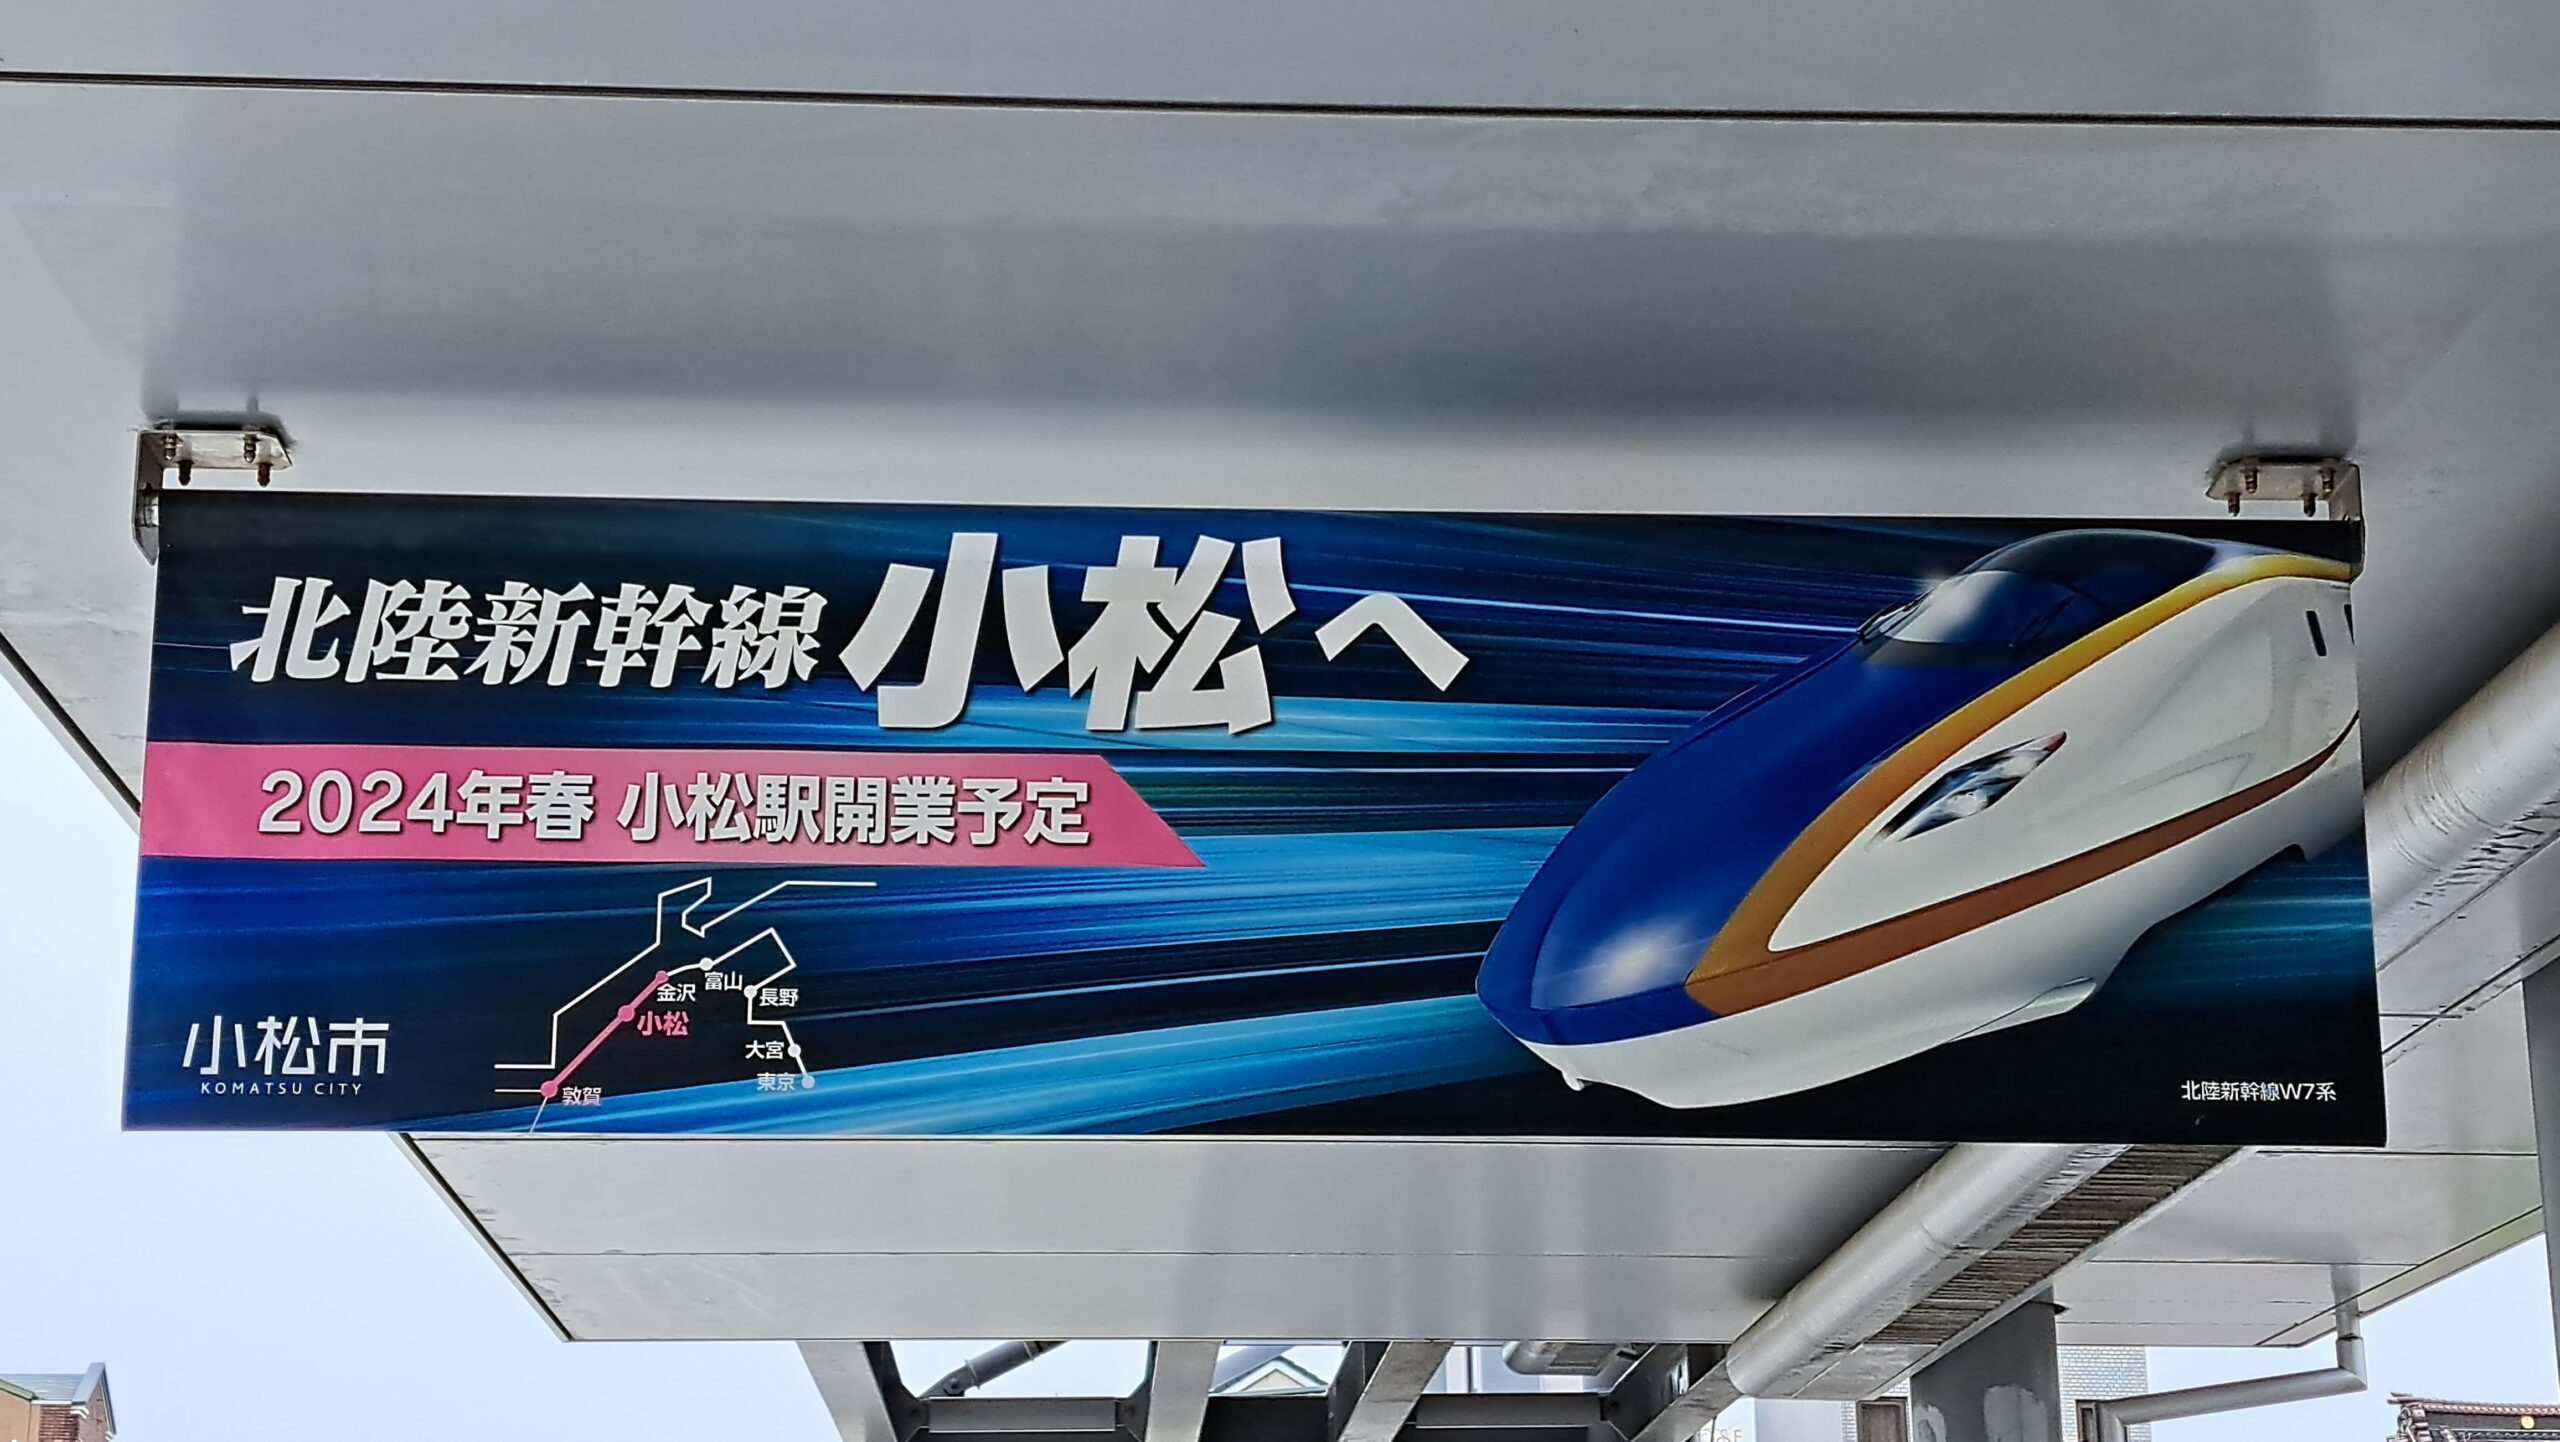 北陸新幹線小松へ
2024年春 小松駅開業予定
富山
金沢
長野
小松
大宮
東京
敦賀
小松市
KOMATSU CITY
北陸新幹線W7系